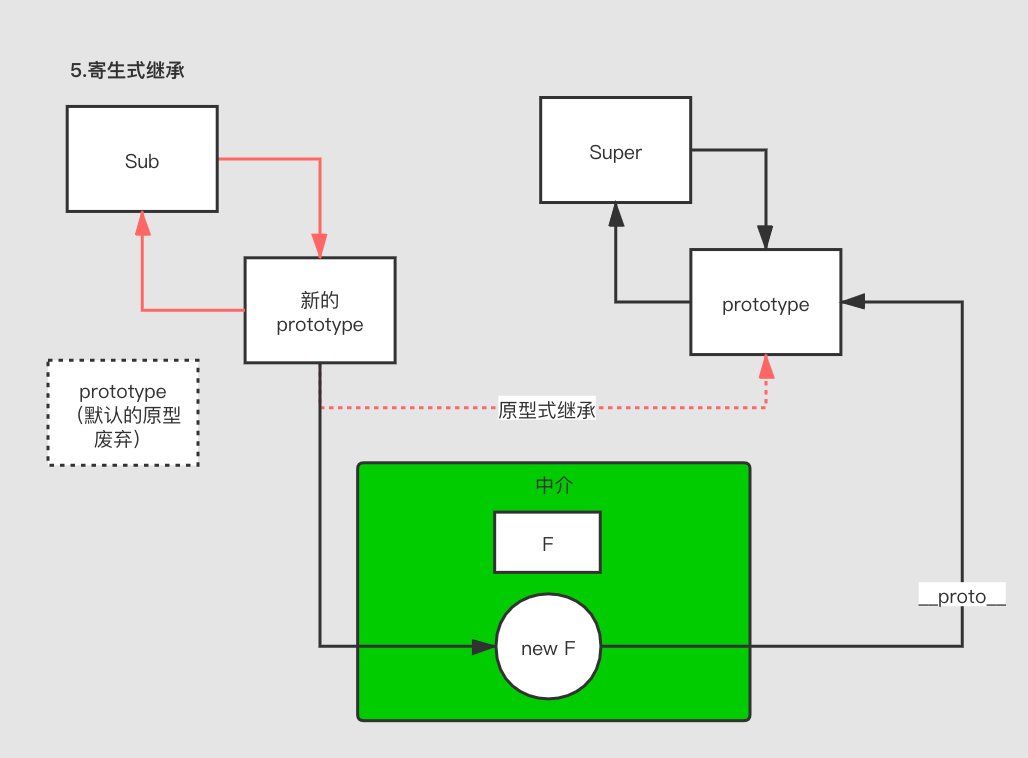 5.寄生式继承
Sub
Super
新的
prototype
prototype
prototype
（默认的原型
废弃）
原型式继承
中介
F
__proto__
new F